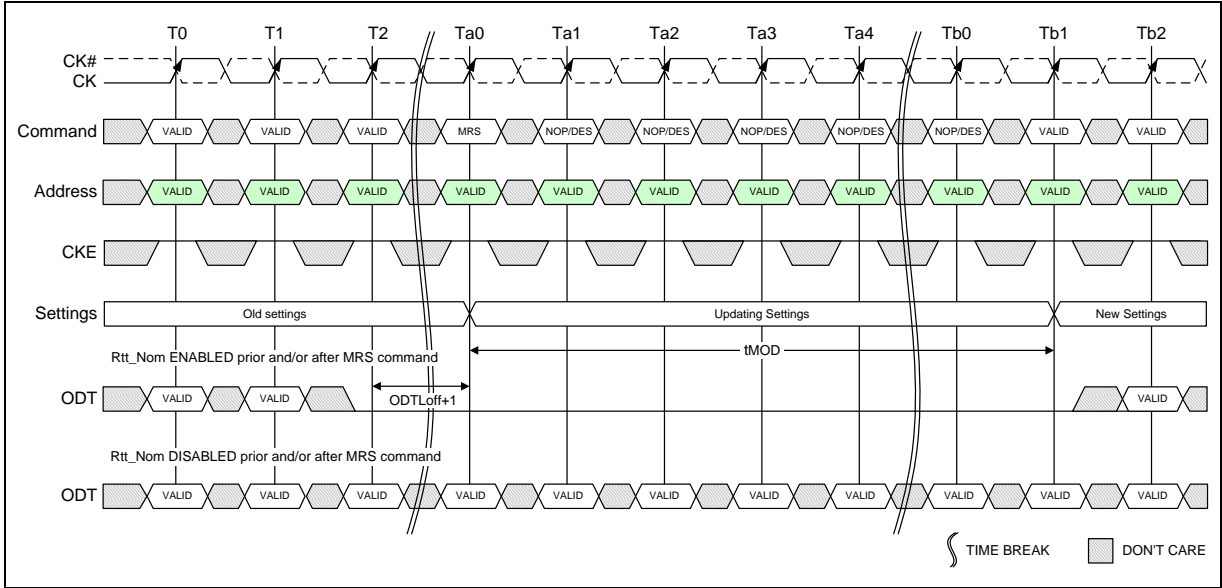 T0 T1 T2 Ta0 Ta1 Ta2 Ta3 Ta4 Tb0 Tb1 Tb2
CK#
CK
Command VALID VALID VALID MRS NOP/DES NOP/DES NOP/DES NOP/DES NOP/DES VALID VALID
Address VALID VALID VALID VALID VALID VALID VALID VALID VALID VALID VALID
CKE
Settings Old settings Updating Settings New Settings
Rtt_Nom ENABLED prior and/or after MRS command tMOD
ODT VALID VALID ODTLoff+1 VALID
Rtt_Nom DISABLED prior and/or after MRS command
ODT VALID VALID VALID VALID VALID VALID VALID VALID VALID VALID VALID
TIME BREAK DON'T CARE